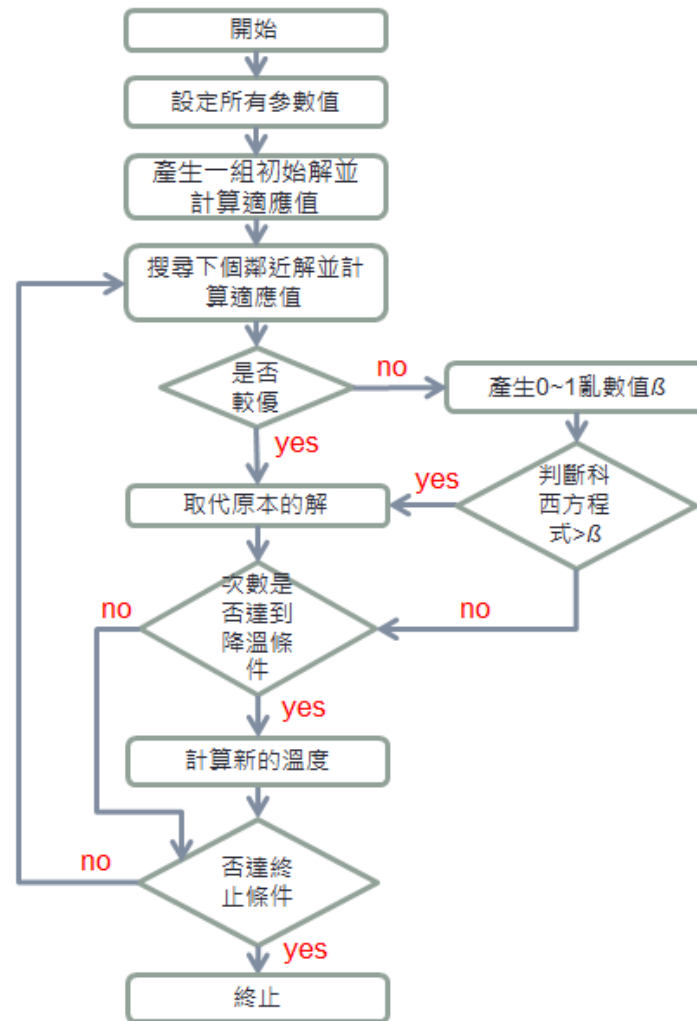 開始
設定所有參數值
產生一組初始解並
計算適應值
搜尋下個鄰近解並計
算適應值
是否
較優
no
產生0~1亂數值ß
yes
判斷科
西方程
式>ß
yes
取代原本的解
次數是
否達到
降溫條
件
no
no
yes
計算新的溫度
否達終
止條件
no
yes
終止